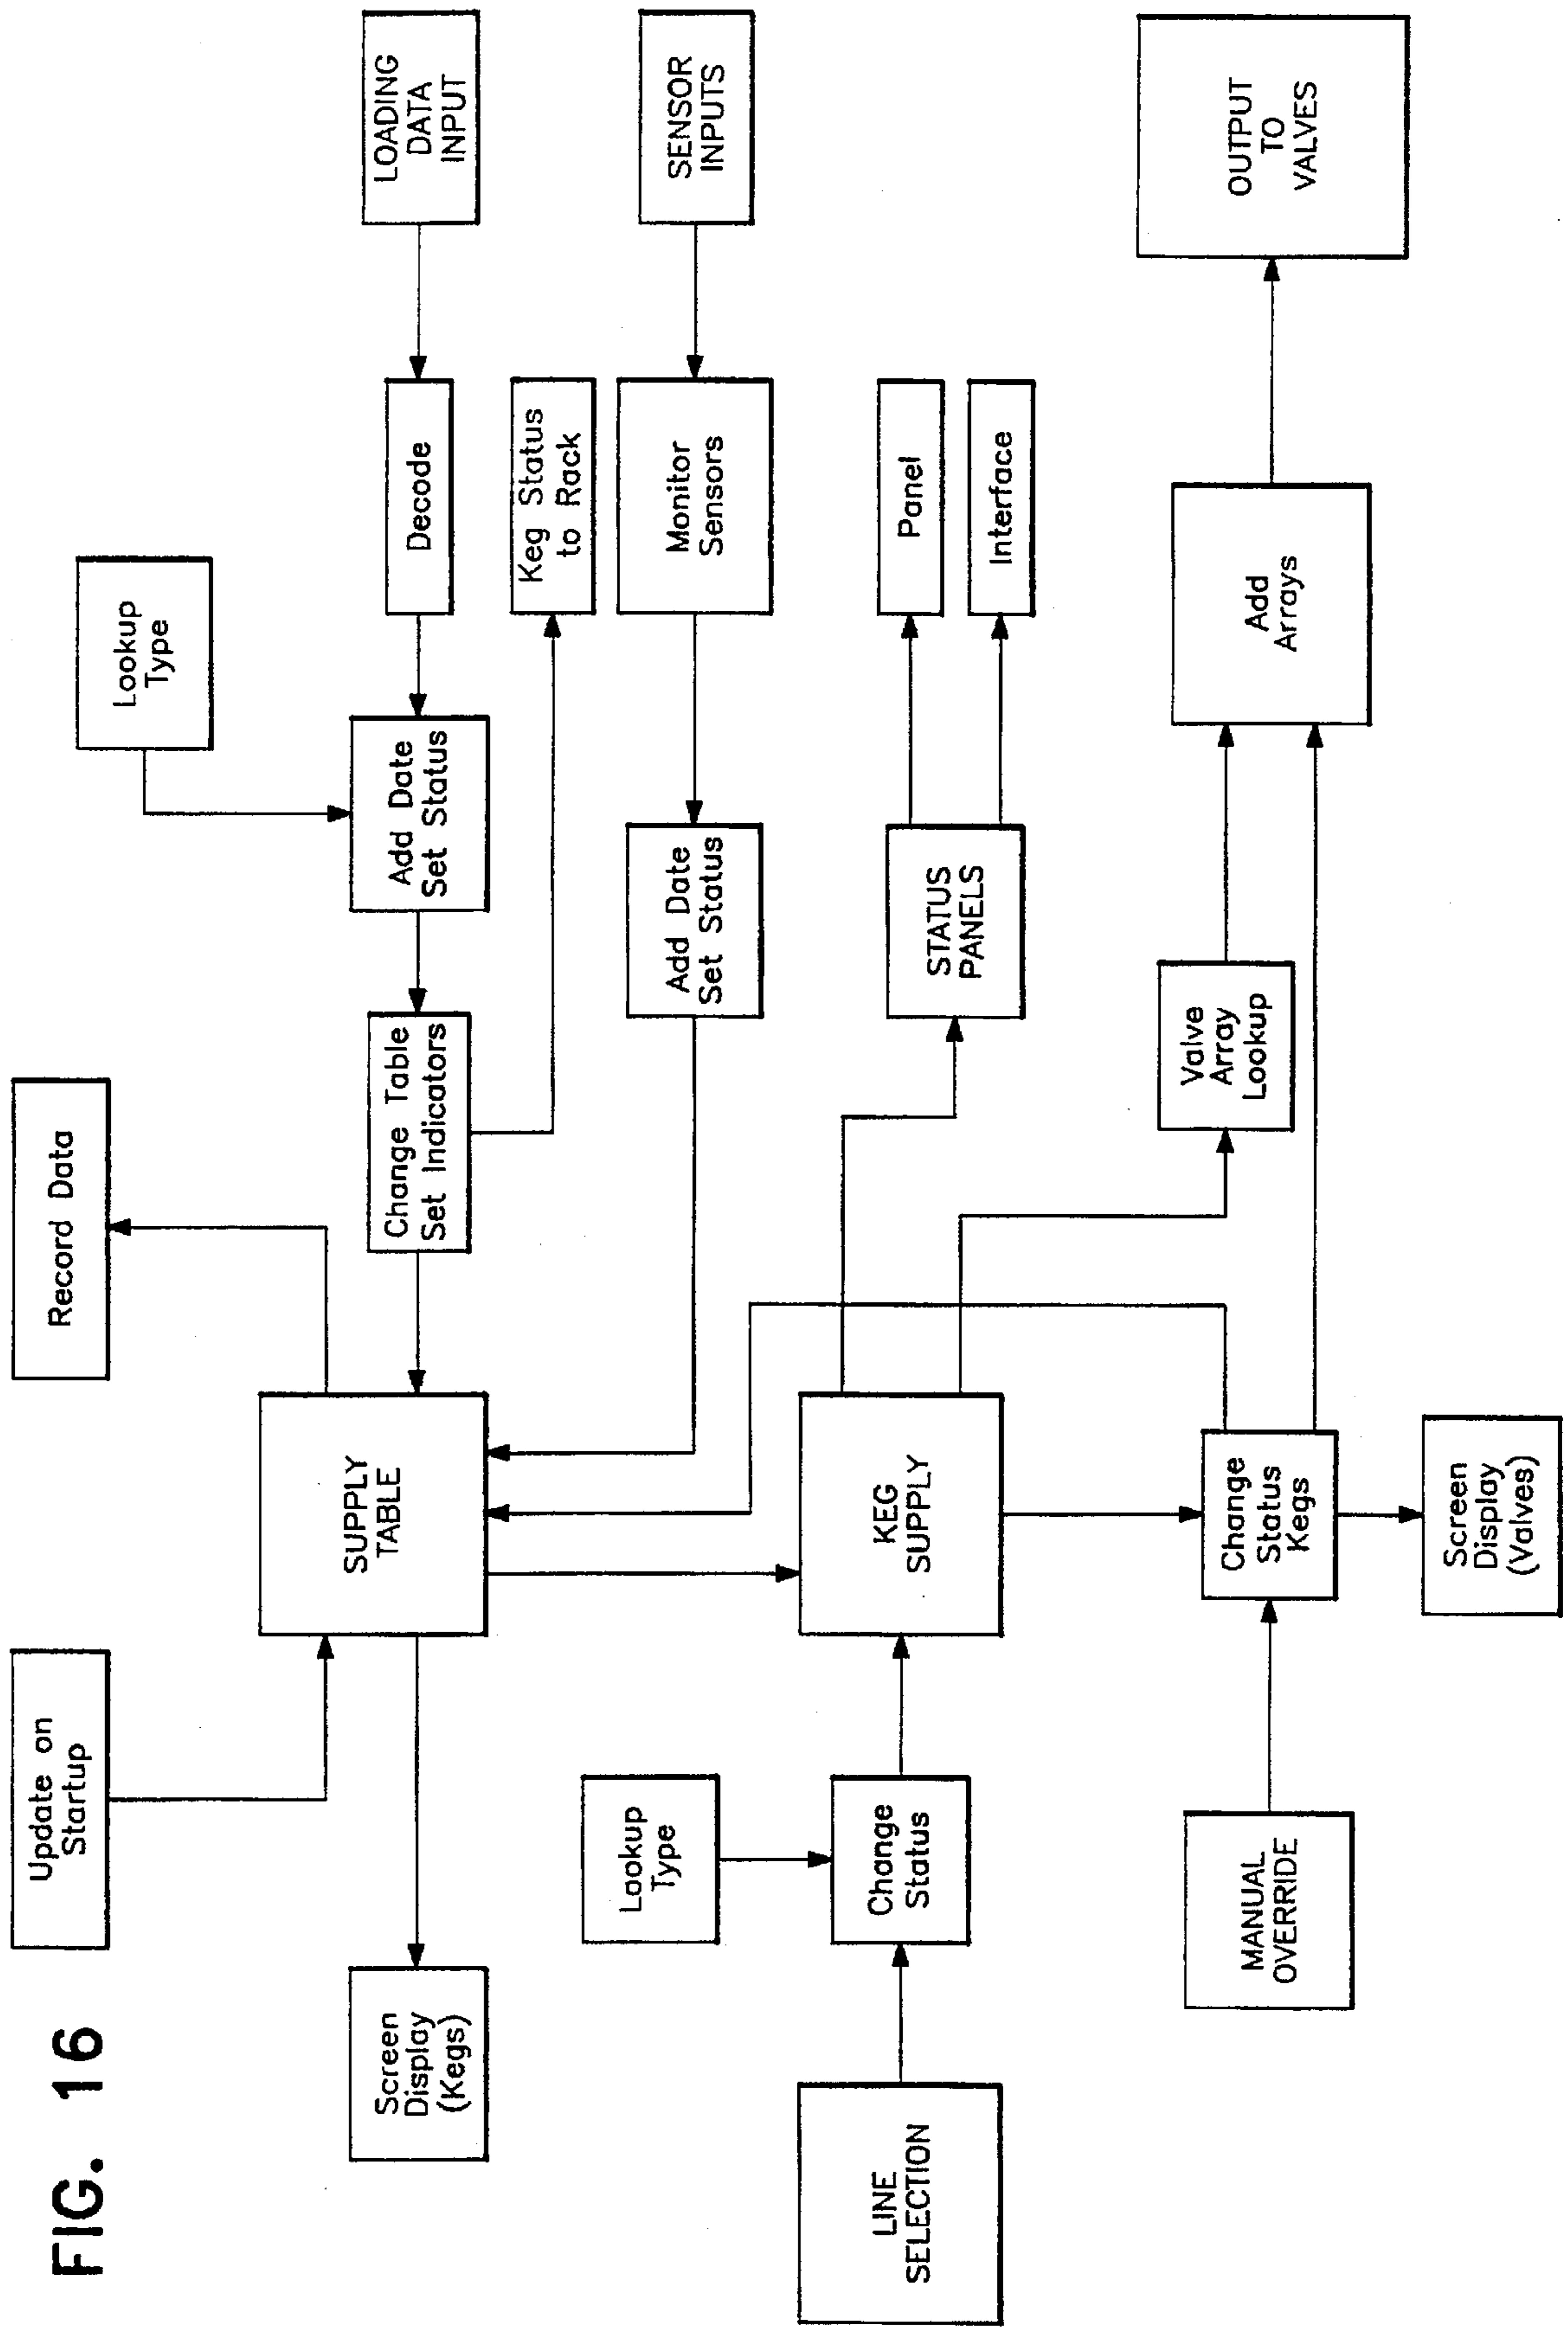 FIG. 16
Update on
Startup
Record Data
Lookup
Type
Screen
Display
(Kegs)
SUPPLY
TABLE
Change Table
Set Indicators
Add Date
Set Status
Decode
LOADING
DATA
INPUT
Keg Status
to Rack
Lookup
Type
Add Date
Set Status
Monitor
Sensors
SENSOR
INPUTS
LINE
SELECTION
Change
Status
KEG
SUPPLY
STATUS
PANELS
Panel
Interface
MANUAL
OVERRIDE
Change
Status
Kegs
Valve
Array
Lookup
Add
Arrays
OUTPUT
TO
VALVES
Screen
Display
(Valves)